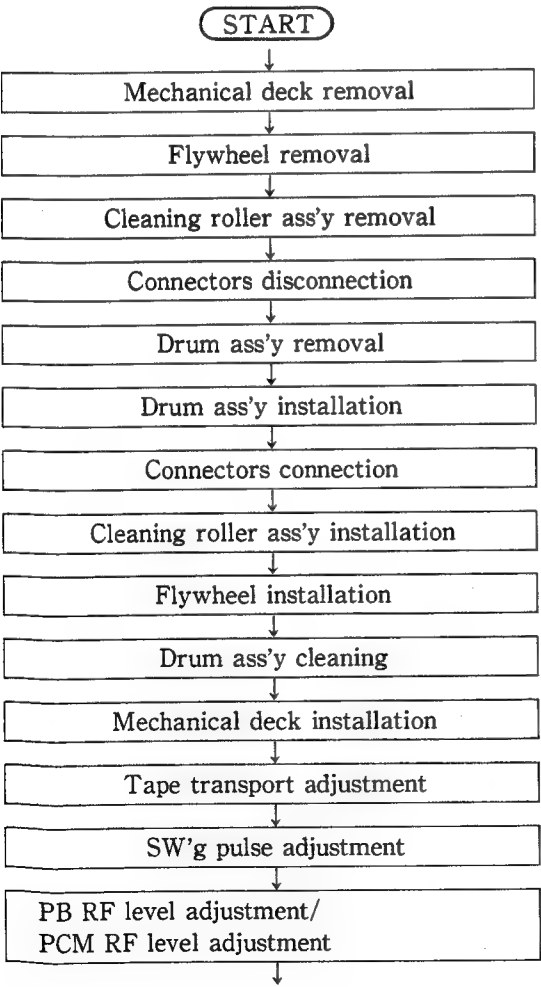 START
Mechanical deck removal
Flywheel removal
Cleaning roller ass'y removal
Connectors disconnection
Drum ass'y removal
Drum ass'y installation
Connectors connection
Cleaning roller ass'y installation
Flywheel installation
Drum ass'y cleaning
Mechanical deck installation
Tape transport adjustment
SW'g pulse adjustment
PB RF level adjustment/
PCM RF level adjustment